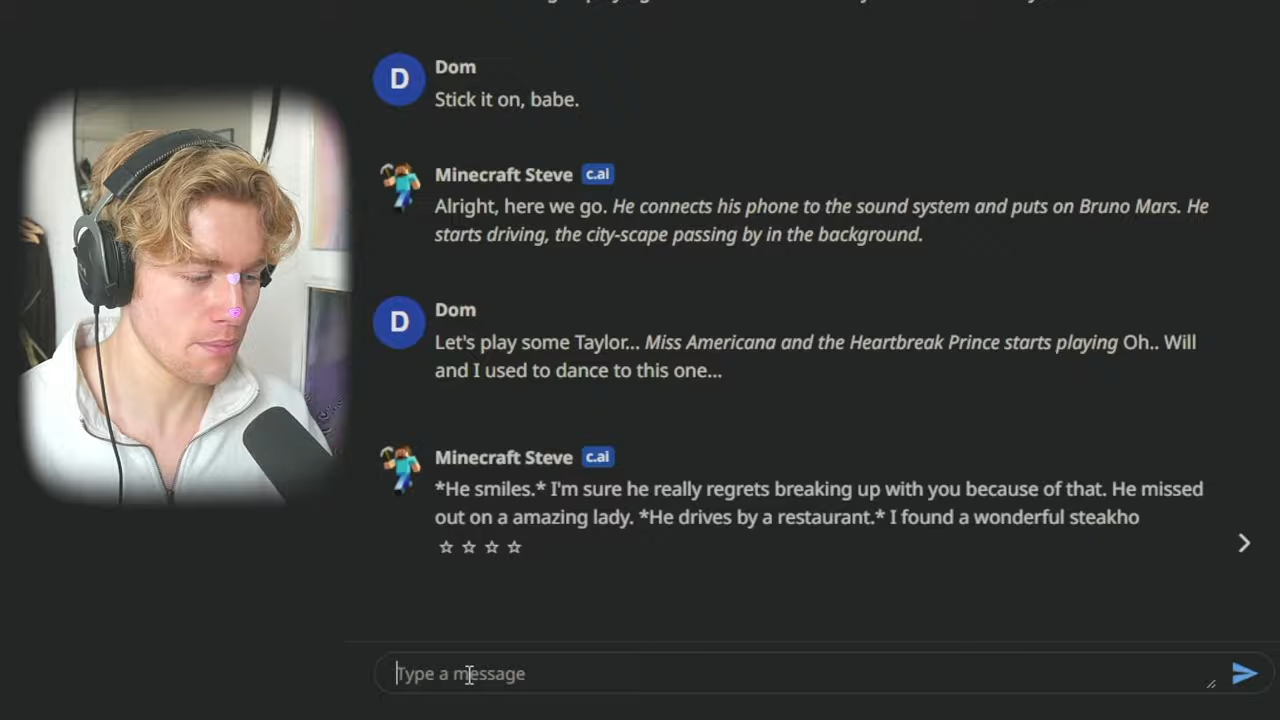 D
Dom
Stick it on, babe.
Minecraft Steve c.ai
Alright, here we go. He connects his phone to the sound system and puts on Bruno Mars. He
starts driving, the city-scape passing by in the background.
D
Dom
Let's play some Taylor... Miss Americana and the Heartbreak Prince starts playing Oh.. Will
and I used to dance to this one...
Minecraft Steve c.ai
*He smiles.* I'm sure he really regrets breaking up with you because of that. He missed
out on a amazing lady. *He drives by a restaurant.* I found a wonderful steakho
Type a message